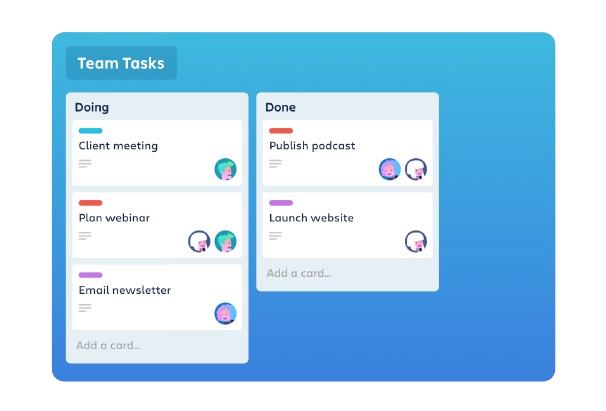 Team Tasks
Doing
Client meeting
Plan webinar
Email newsletter
Add a card...
Done
Publish podcast
Launch website
Add a card...